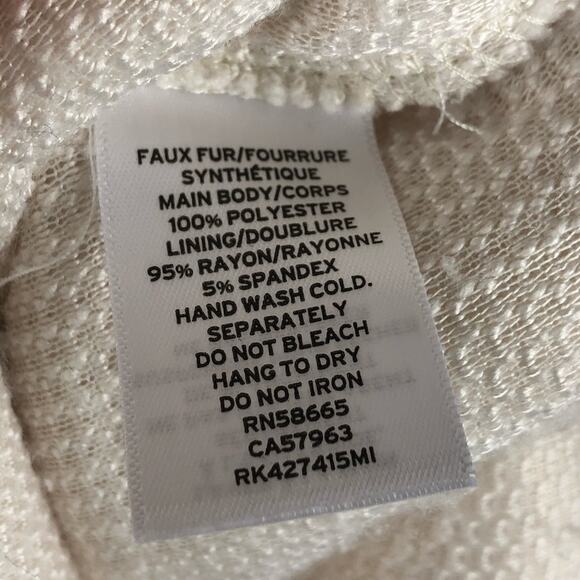 FAUX FUR/FOURRURE
SYNTHÉTIQUE
MAIN BODY/CORPS
100% POLYESTER
LINING/DOUBLURE
95% RAYON/RAYONNE
5% SPANDEX
HAND WASH COLD.
SEPARATELY
DO NOT BLEACH
HANG TO DRY
DO NOT IRON
RN58665
CA57963
RK427415MI